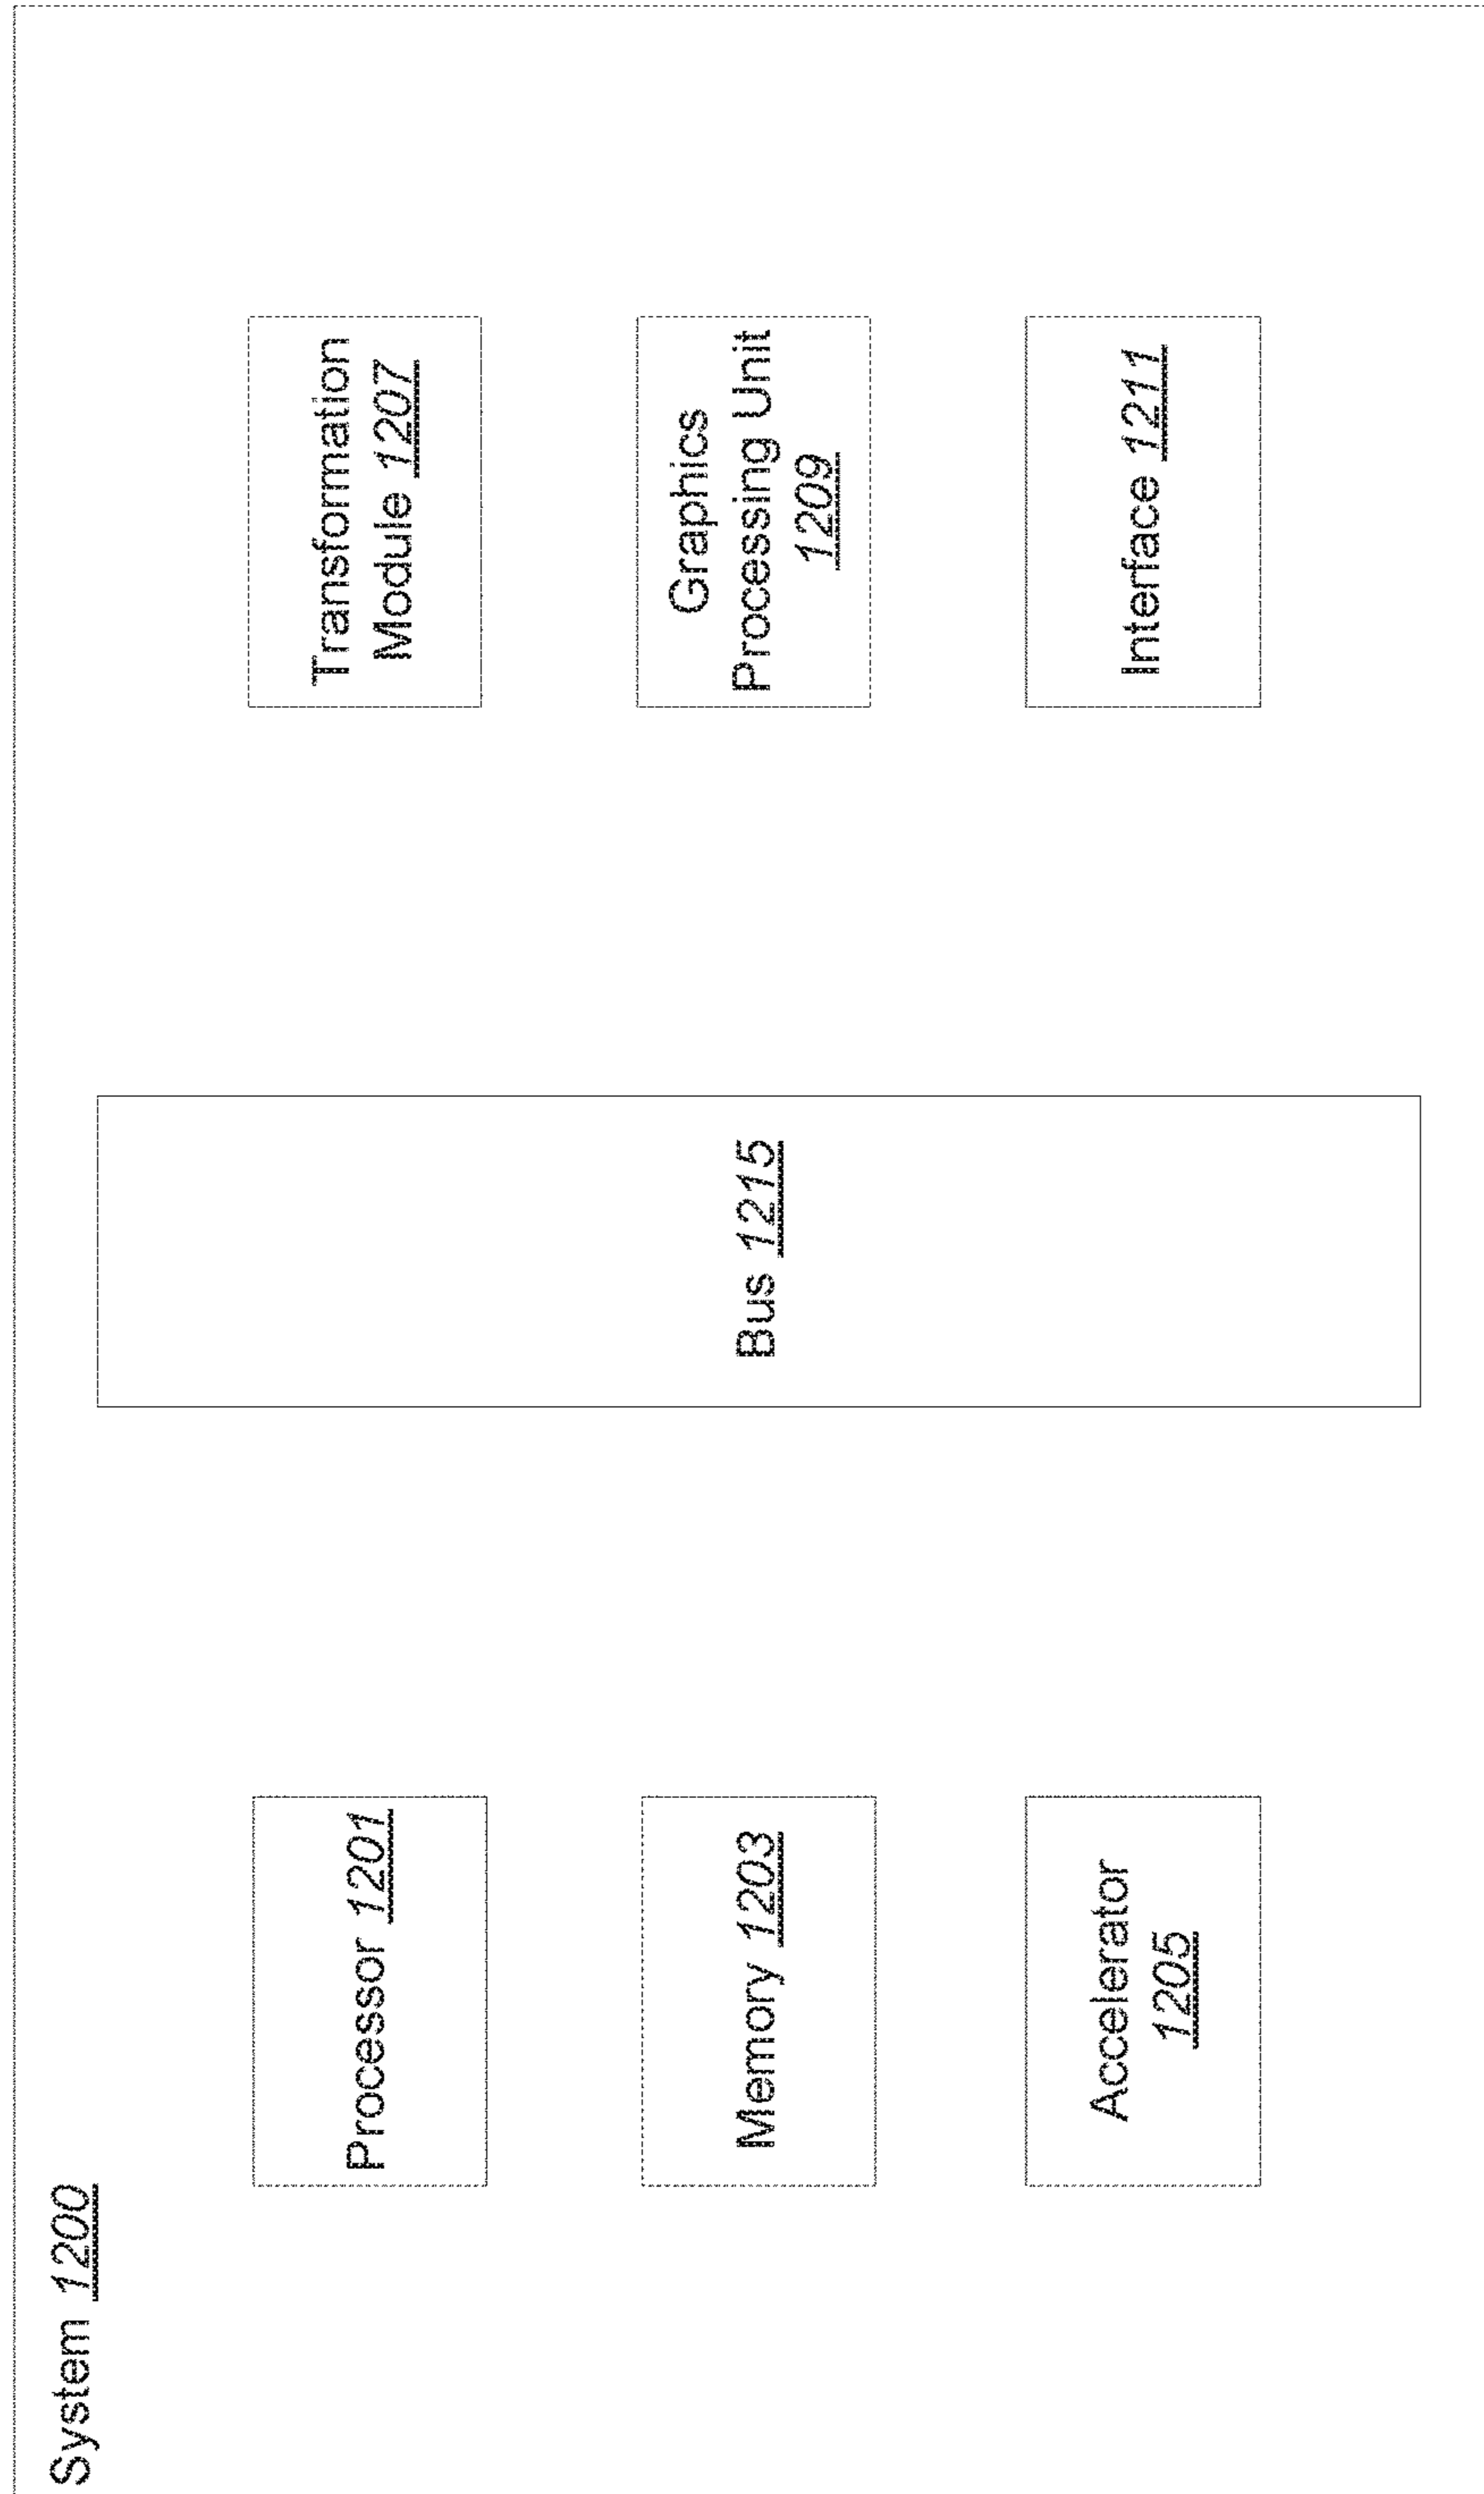 System 1200
Processor 1201
Memory 1203
Accelerator
1205
Bus 1215
Transformation
Module 1207
Graphics
Processing Unit
1209
Interface 1211